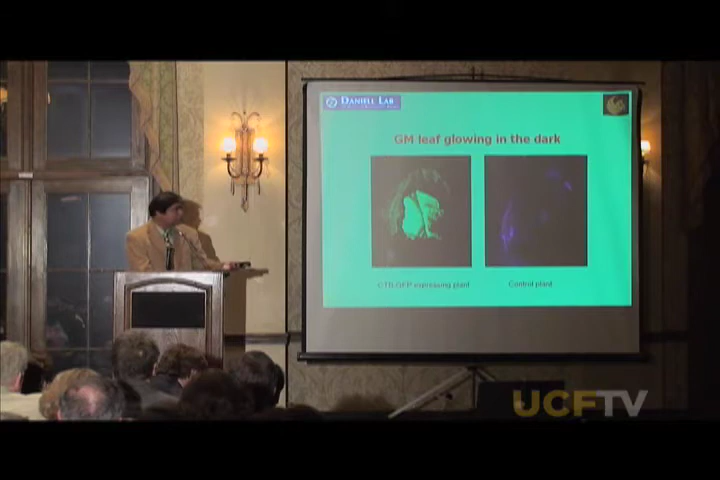 DANIELL LAB
GM leaf glowing in the dark
CTB.GFP expressing plant
Control plant
UCFTV